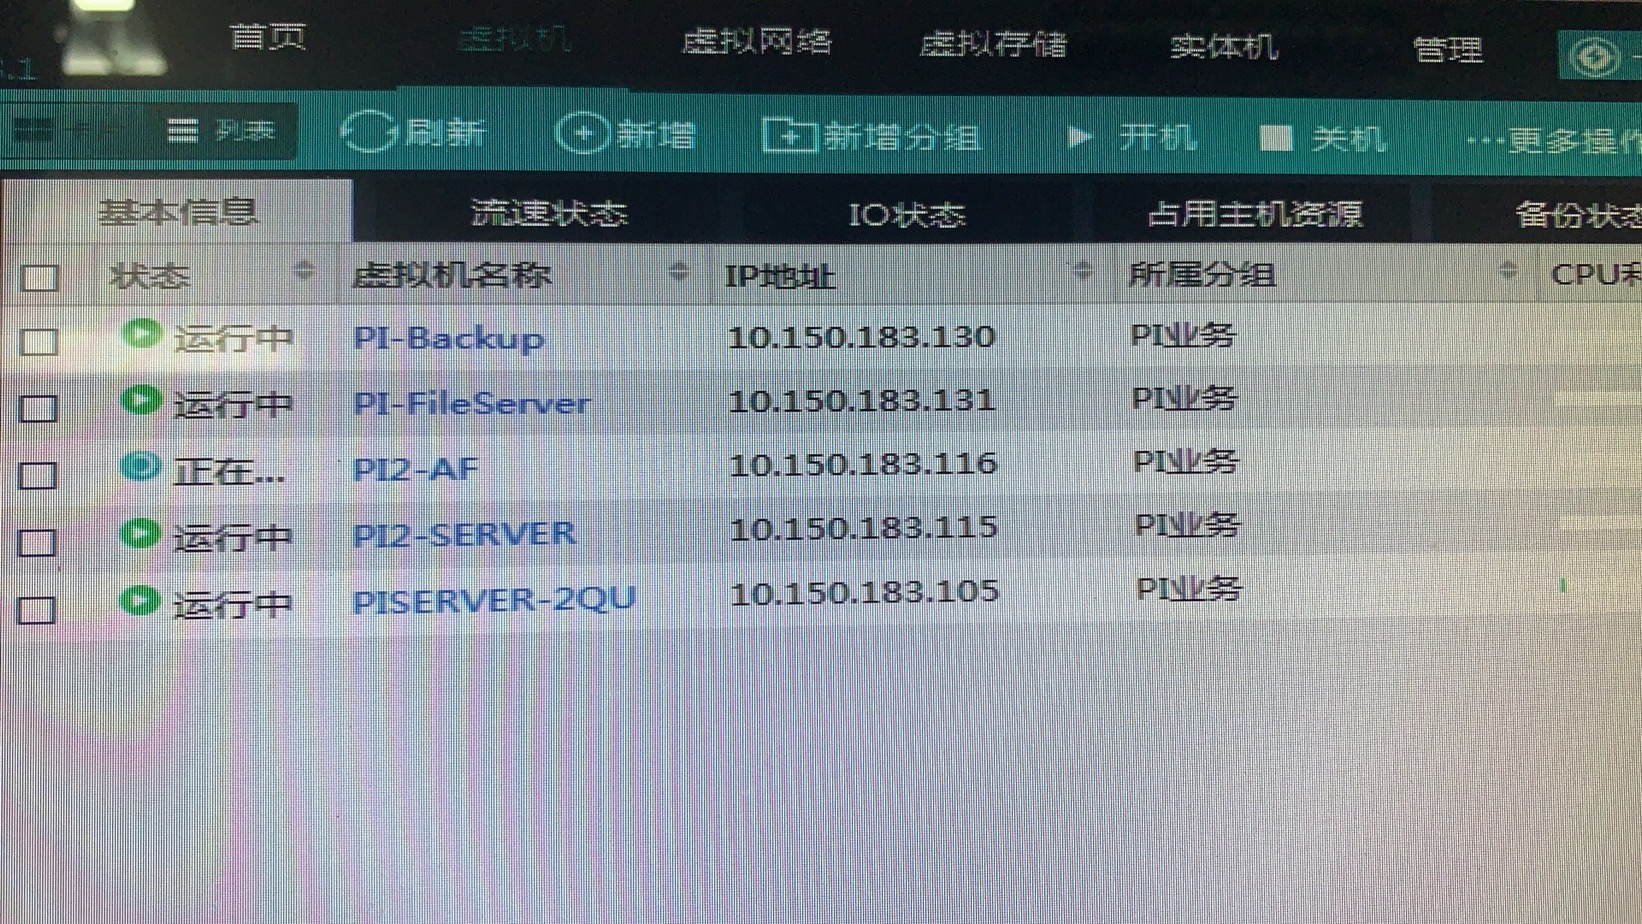 首页 虚拟机 虚拟网络 虚拟存储 实体机 管理
列表 刷新 新增 新增分组 开机 关机 …更多操作
基本信息 流速状态 IO状态 占用主机资源 备份状态
状态 虚拟机名称 IP地址 所属分组 CPU利
运行中 PI-Backup 10.150.183.130 PI业务
运行中 PI-FileServer 10.150.183.131 PI业务
正在... PI2-AF 10.150.183.116 PI业务
运行中 PI2-SERVER 10.150.183.115 PI业务
运行中 PISERVER-2QU 10.150.183.105 PI业务